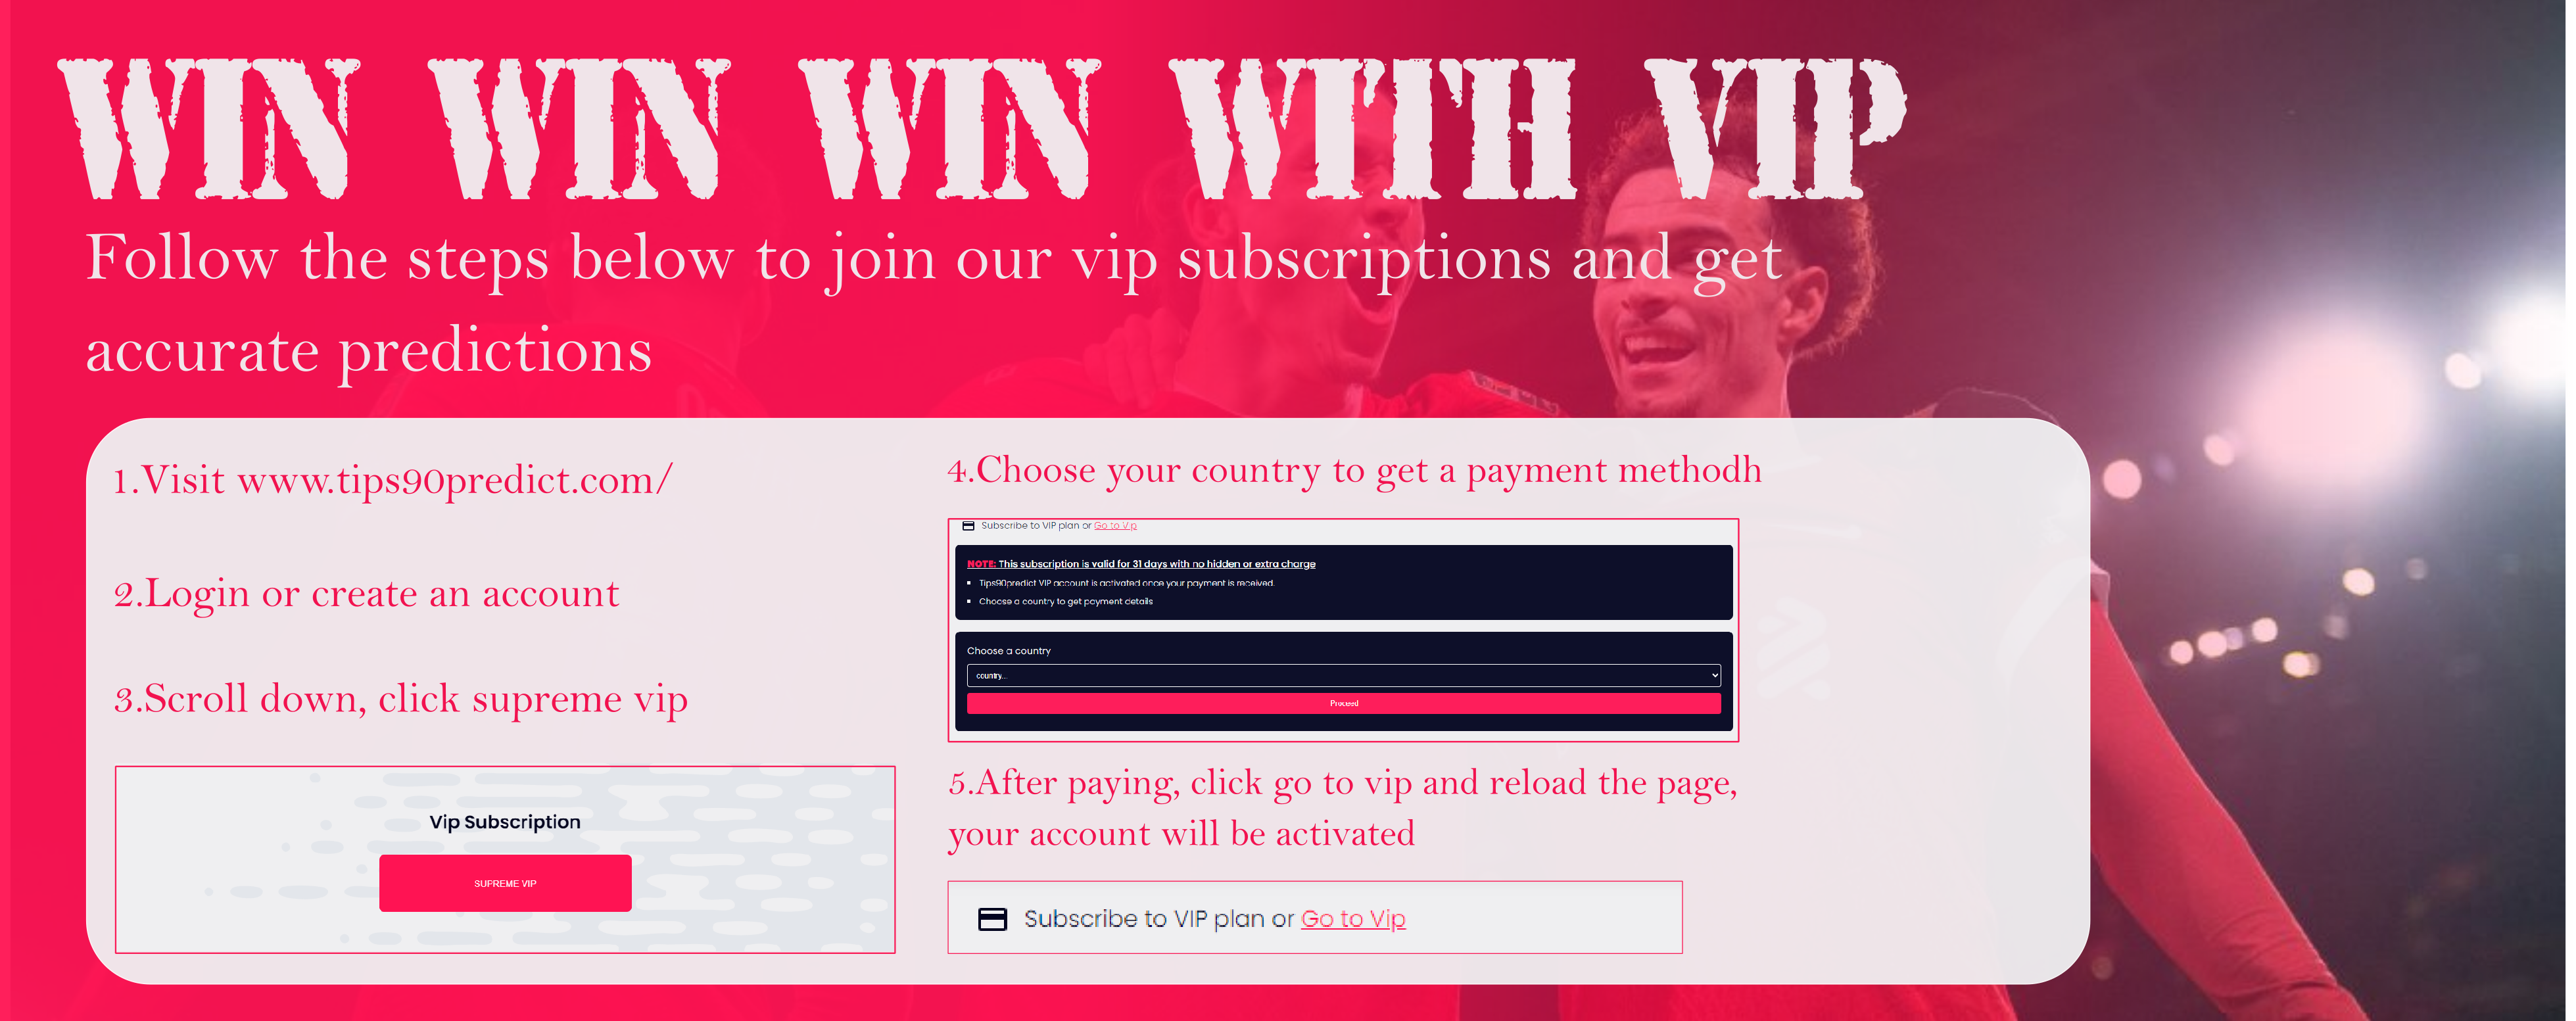 WIN WIN WIN WITH VIP
Follow the steps below to join our vip subscriptions and get
accurate predictions
1.Visit www.tips90predict.com/
2.Login or create an account
3.Scroll down, click supreme vip
Vip Subscription
SUPREME VIP
4.Choose your country to get a payment methodh
Subscribe to VIP plan or Go to Vip
NOTE: This subscription is valid for 31 days with no hidden or extra charge
Tips90predict VIP account is activated once your payment is received.
Choose a country to get payment details
Choose a country
country...
Proceed
5.After paying, click go to vip and reload the page,
your account will be activated
Subscribe to VIP plan or Go to Vip